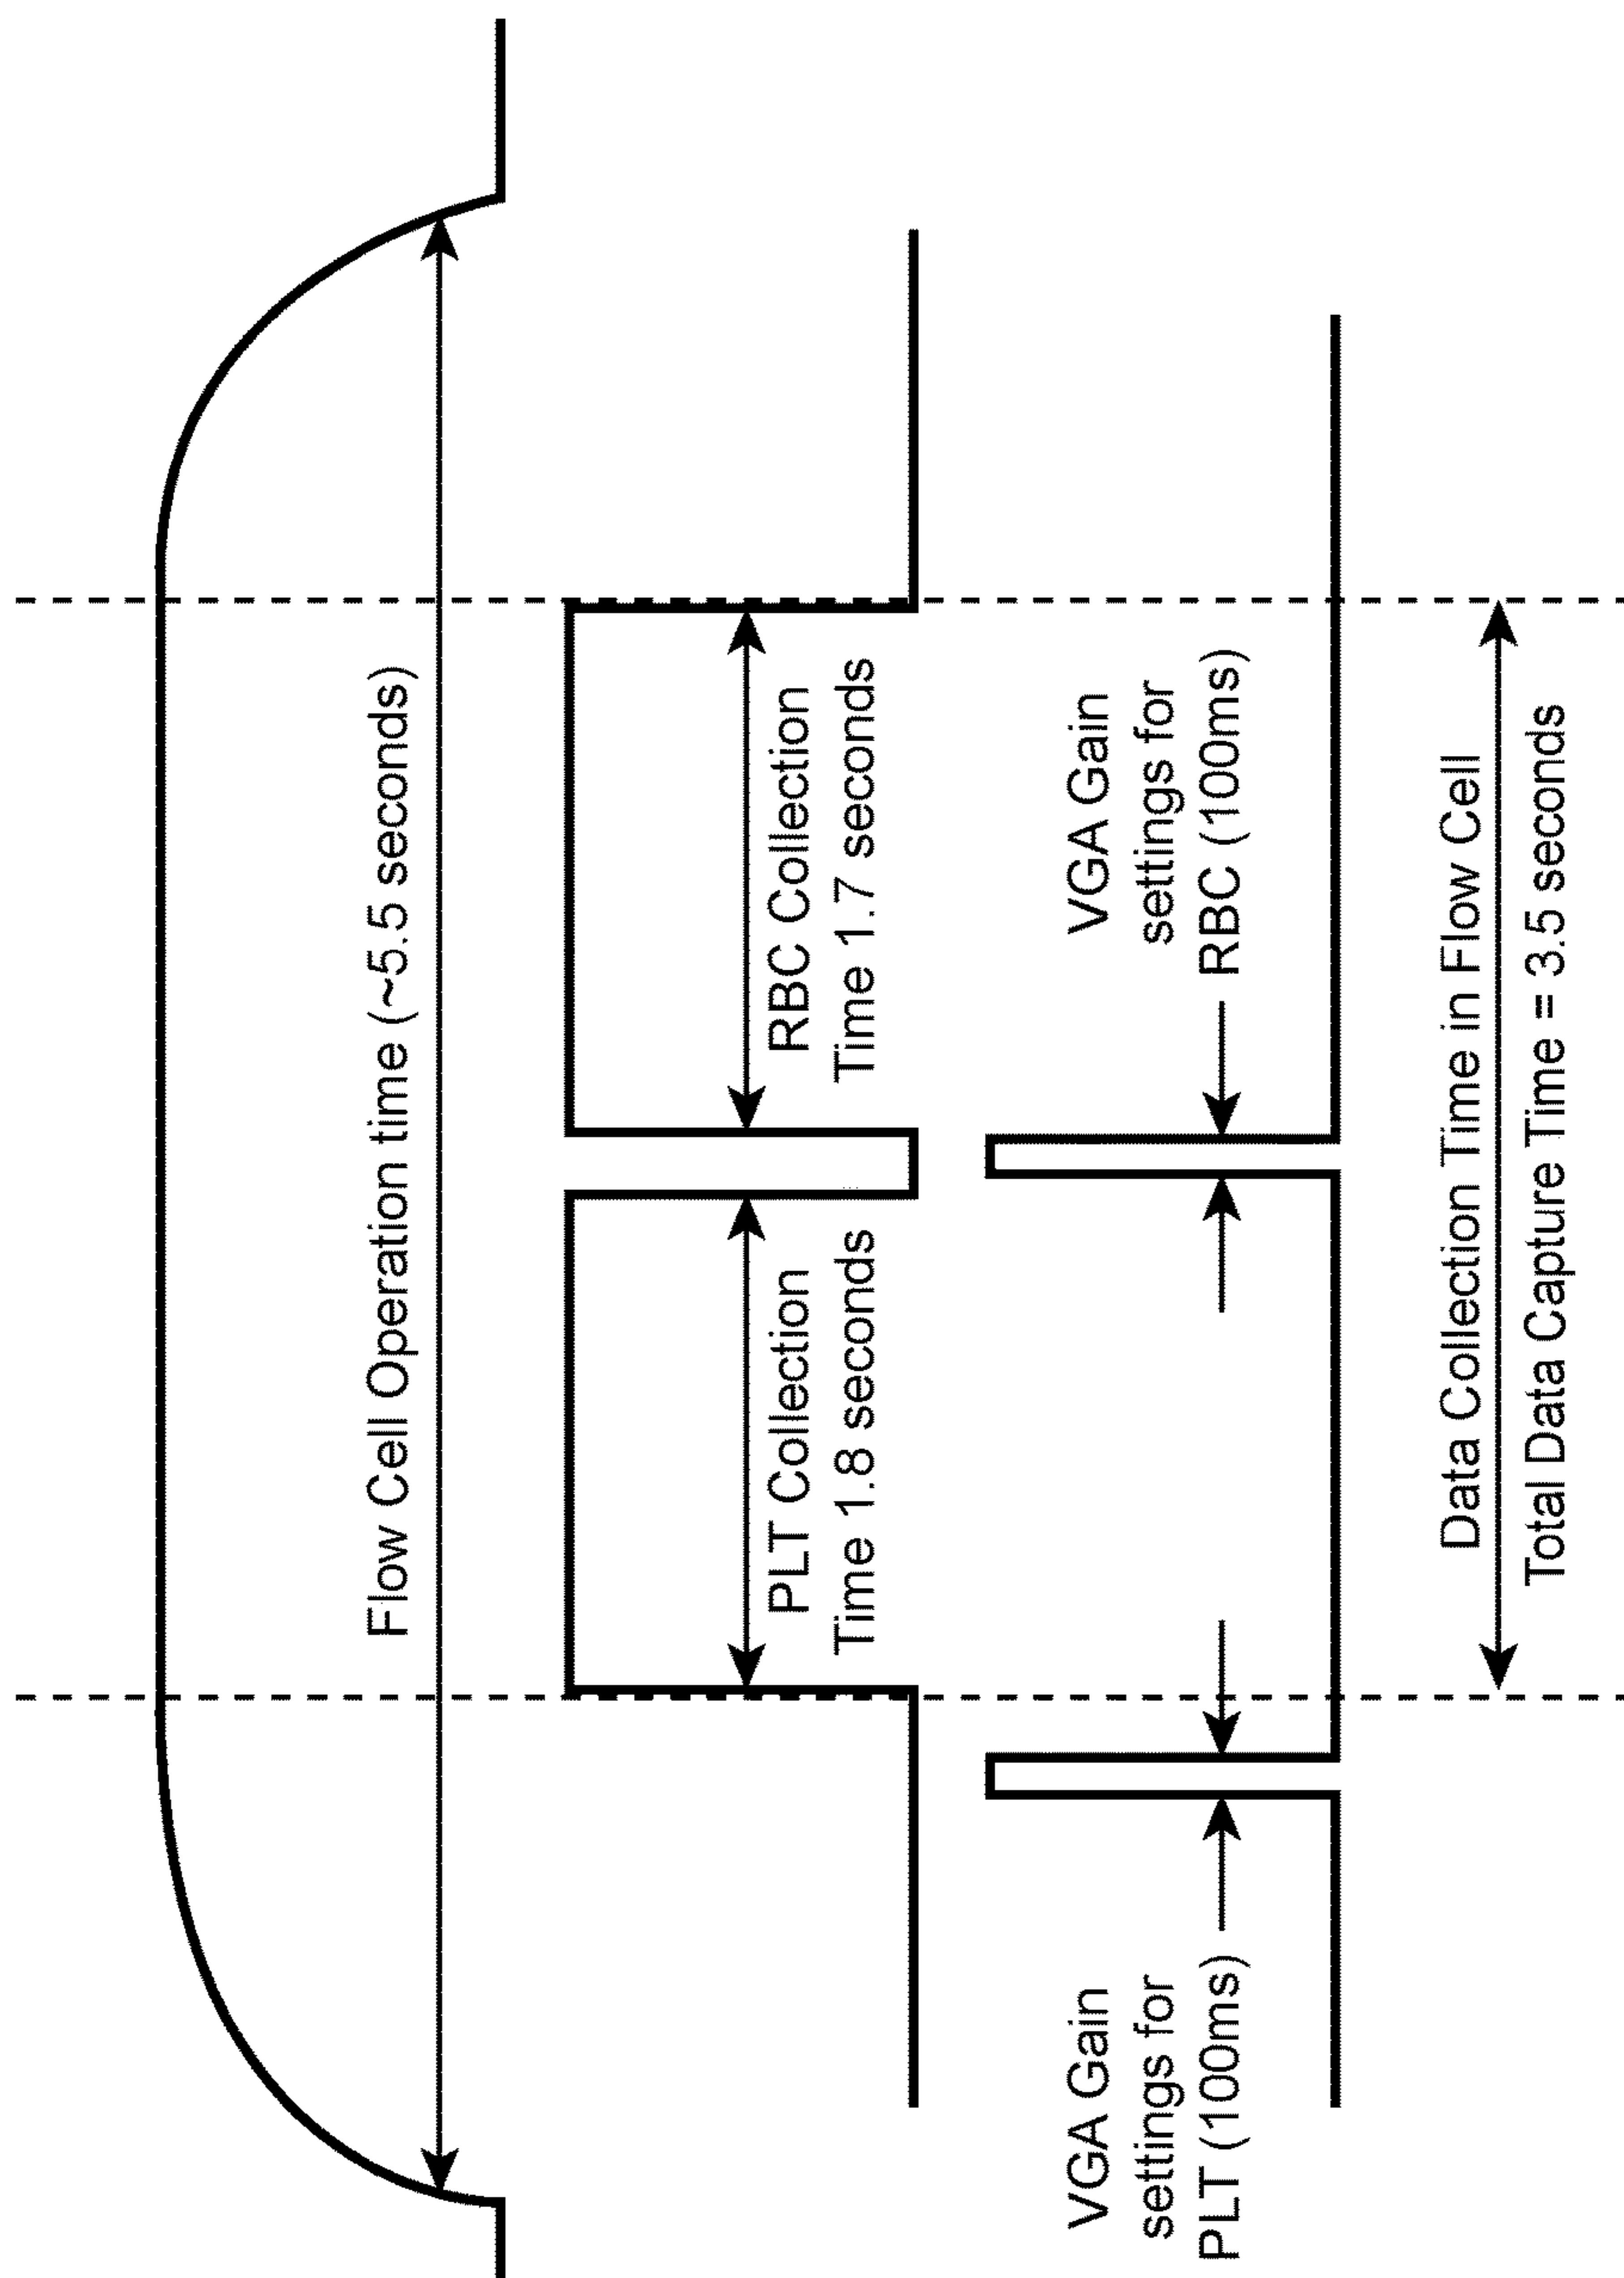 Flow Cell Operation time (~5.5 seconds)
PLT Collection
Time 1.8 seconds
RBC Collection
Time 1.7 seconds
VGA Gain
settings for
PLT (100ms)
VGA Gain
settings for
RBC (100ms)
Data Collection Time in Flow Cell
Total Data Capture Time = 3.5 seconds